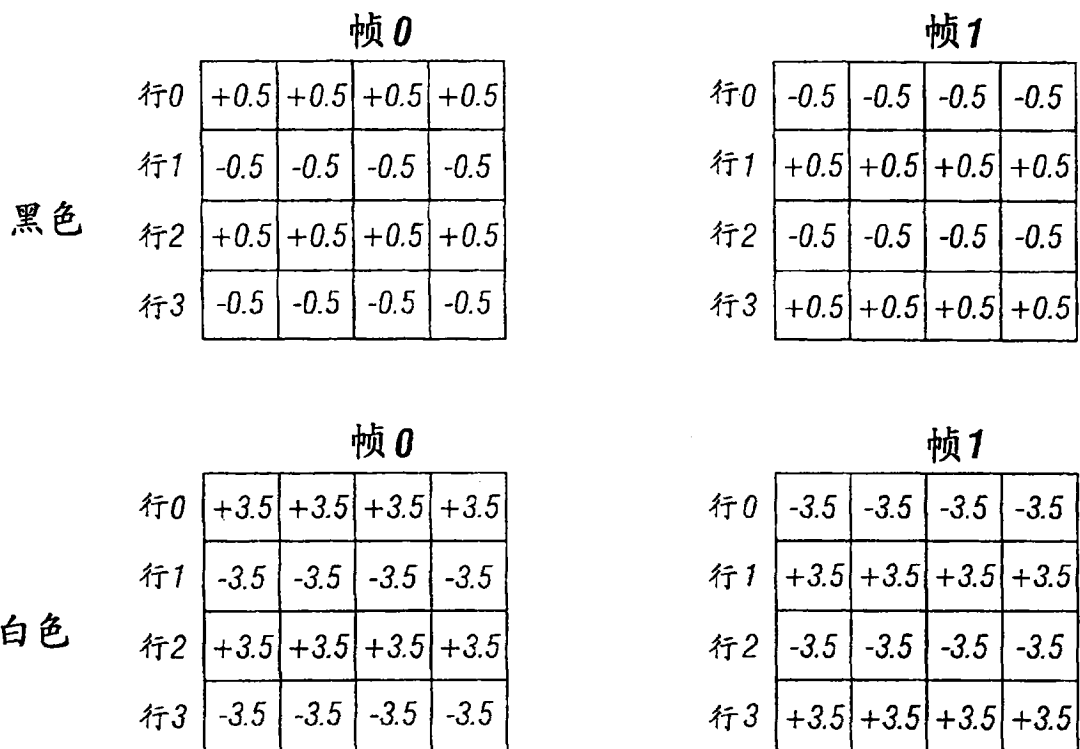 帧0 帧1
行0 +0.5 +0.5 +0.5 +0.5 行0 -0.5 -0.5 -0.5 -0.5
行1 -0.5 -0.5 -0.5 -0.5 行1 +0.5 +0.5 +0.5 +0.5
黑色
行2 +0.5 +0.5 +0.5 +0.5 行2 -0.5 -0.5 -0.5 -0.5
行3 -0.5 -0.5 -0.5 -0.5 行3 +0.5 +0.5 +0.5 +0.5
帧0 帧1
行0 +3.5 +3.5 +3.5 +3.5 行0 -3.5 -3.5 -3.5 -3.5
行1 -3.5 -3.5 -3.5 -3.5 行1 +3.5 +3.5 +3.5 +3.5
白色
行2 +3.5 +3.5 +3.5 +3.5 行2 -3.5 -3.5 -3.5 -3.5
行3 -3.5 -3.5 -3.5 -3.5 行3 +3.5 +3.5 +3.5 +3.5